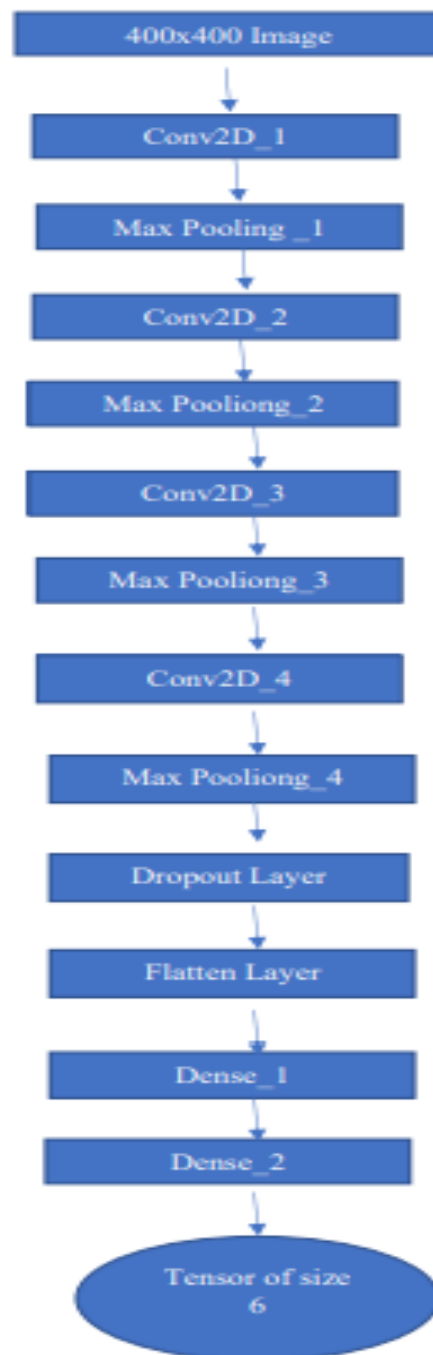 400x400 Image
Conv2D_1
Max Pooling _1
Conv2D_2
Max Pooliong_2
Conv2D_3
Max Pooliong_3
Conv2D_4
Max Pooliong_4
Dropout Layer
Flatten Layer
Dense_1
Dense_2
Tensor of size
6